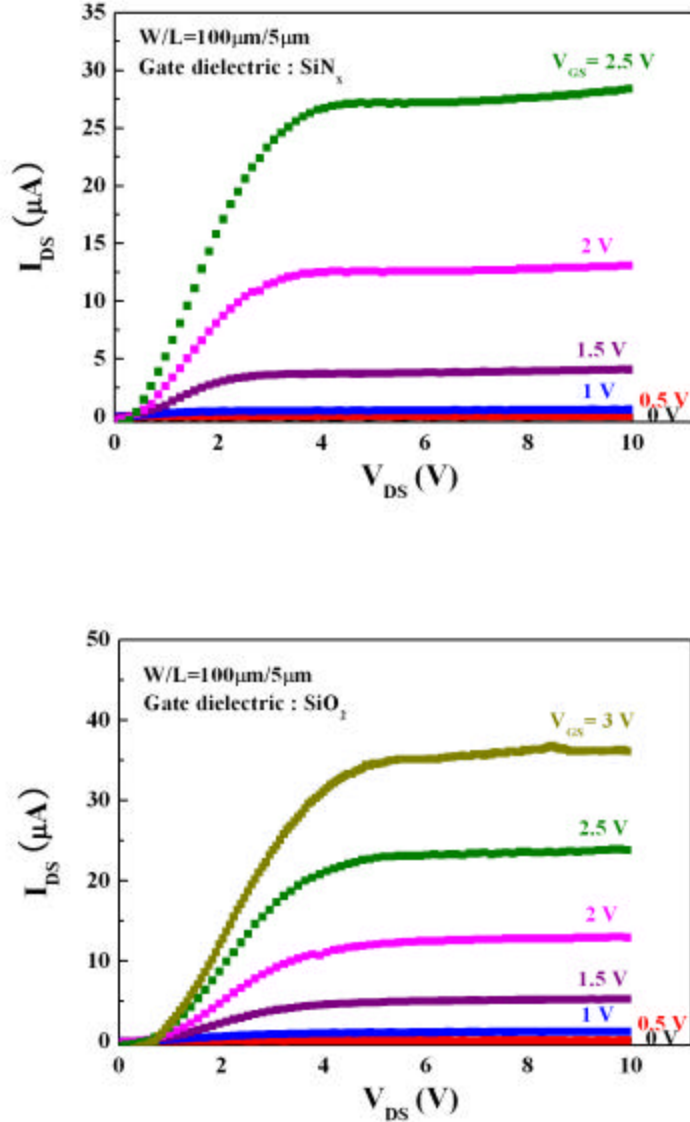 35
W/L=100μm/5μm
Gate dielectric : SiNx
VGS= 2.5 V
30
25
20
IDS (μA)
15
2 V
10
1.5 V
5
1 V
0.5 V
0 V
0
0 2 4 6 8 10
VDS (V)
50
W/L=100μm/5μm
Gate dielectric : SiO2
VGS= 3 V
40
30
2.5 V
IDS (μA)
20
2 V
10
1.5 V
1 V
0.5 V
0 V
0
0 2 4 6 8 10
VDS (V)